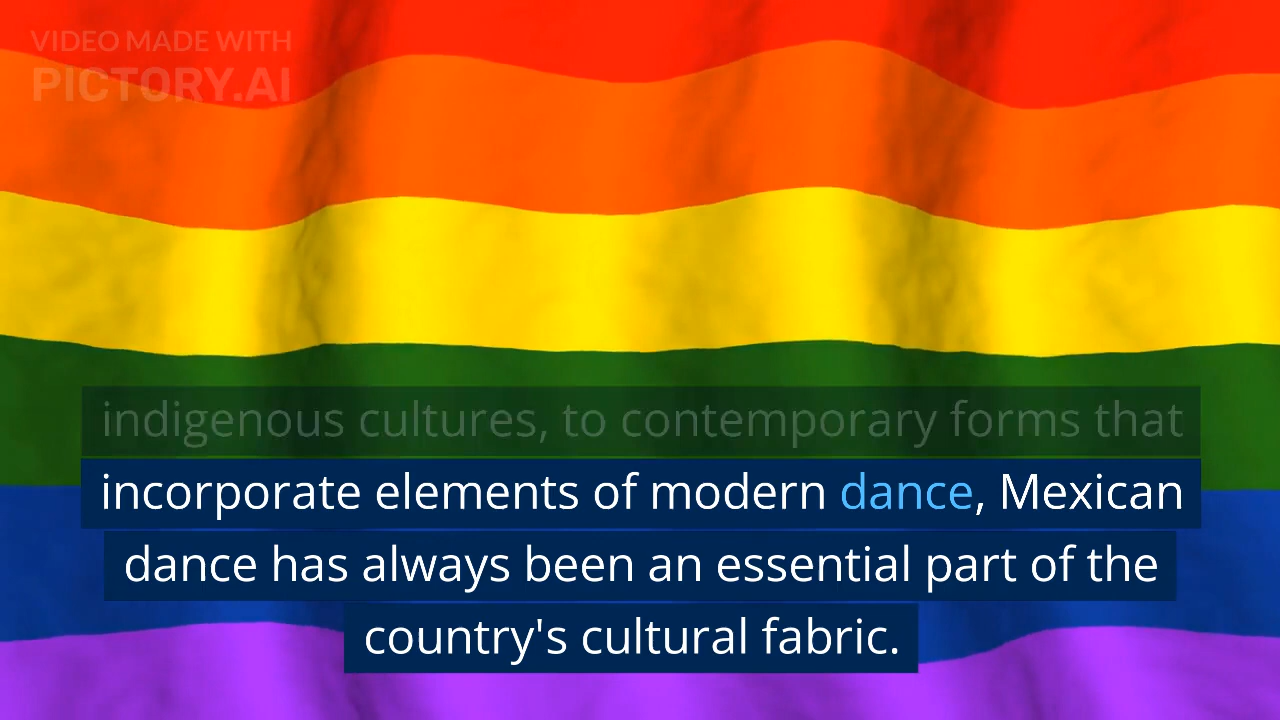 VIDEO MADE WITH
PICTORY.AI
indigenous cultures, to contemporary forms that
incorporate elements of modern dance, Mexican
dance has always been an essential part of the
country's cultural fabric.